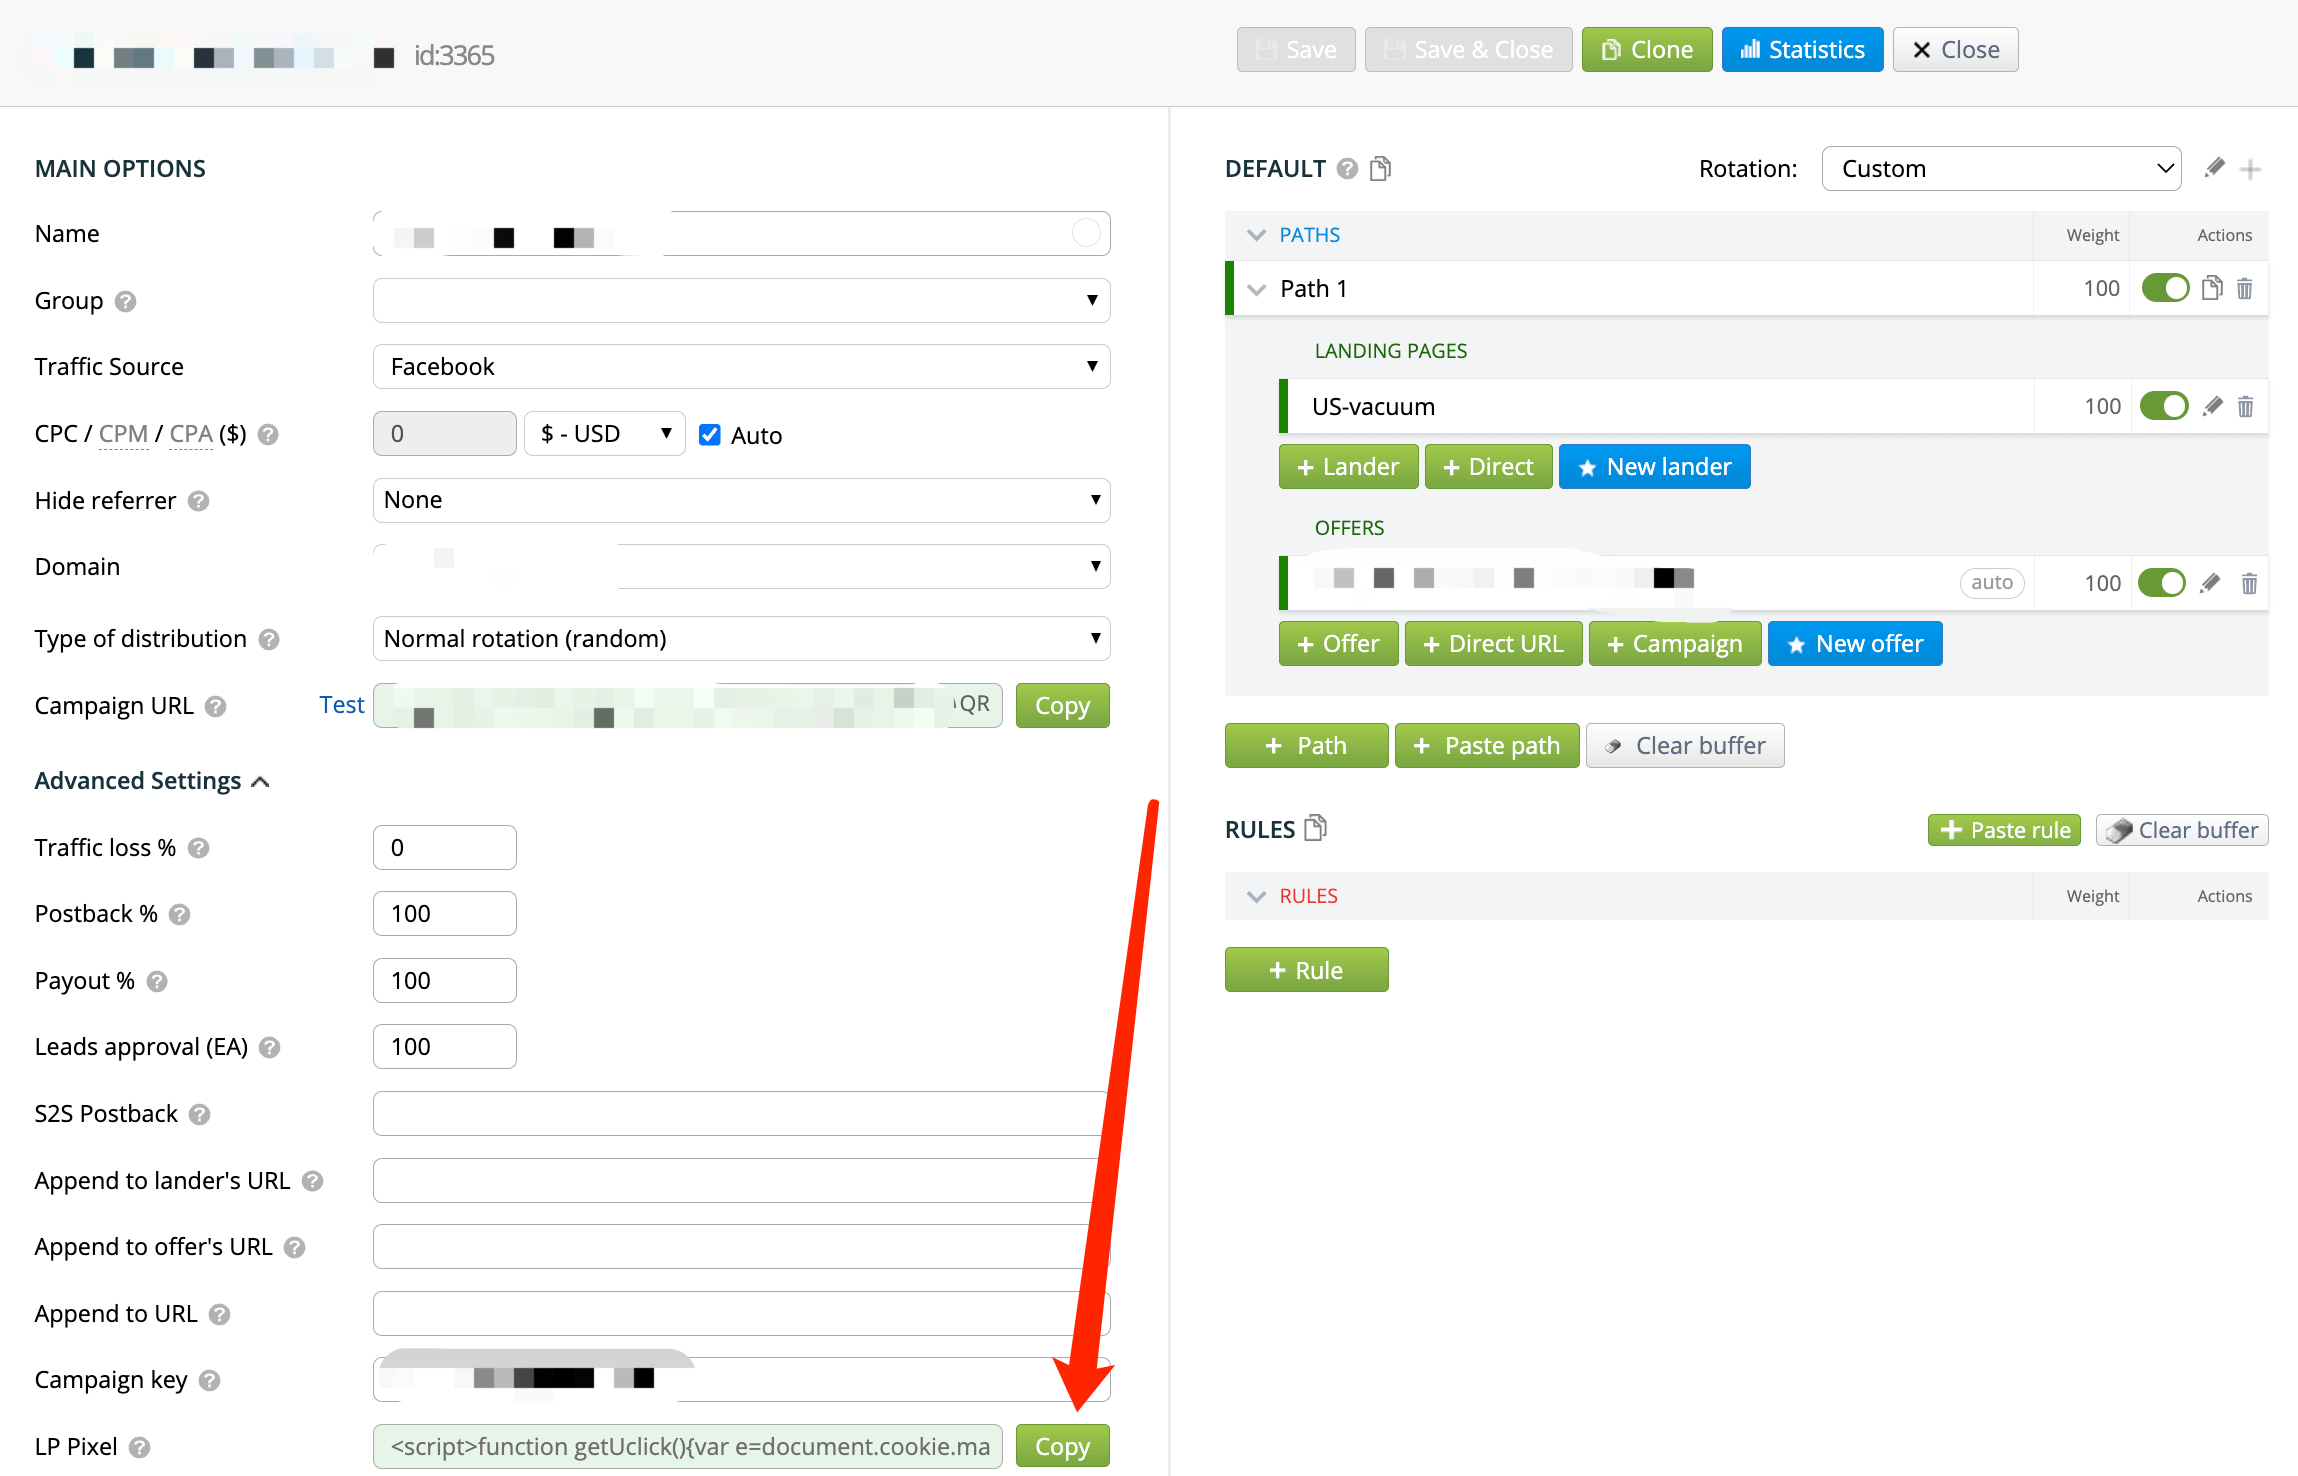 id:3365
Save
Save & Close
Clone
Statistics
Close
MAIN OPTIONS
Name
Group
Traffic Source
Facebook
CPC / CPM / CPA ($)
0
$ - USD
Auto
Hide referrer
None
Domain
Type of distribution
Normal rotation (random)
Campaign URL
Test
QR
Copy
Advanced Settings
Traffic loss %
0
Postback %
100
Payout %
100
Leads approval (EA)
100
S2S Postback
Append to lander's URL
Append to offer's URL
Append to URL
Campaign key
LP Pixel
<script>function getUclick(){var e=document.cookie.ma
Copy
DEFAULT
Rotation:
Custom
PATHS
Weight
Actions
Path 1
100
LANDING PAGES
US-vacuum
100
+ Lander
+ Direct
New lander
OFFERS
auto
100
+ Offer
+ Direct URL
+ Campaign
New offer
+ Path
+ Paste path
Clear buffer
RULES
+ Paste rule
Clear buffer
RULES
Weight
Actions
+ Rule